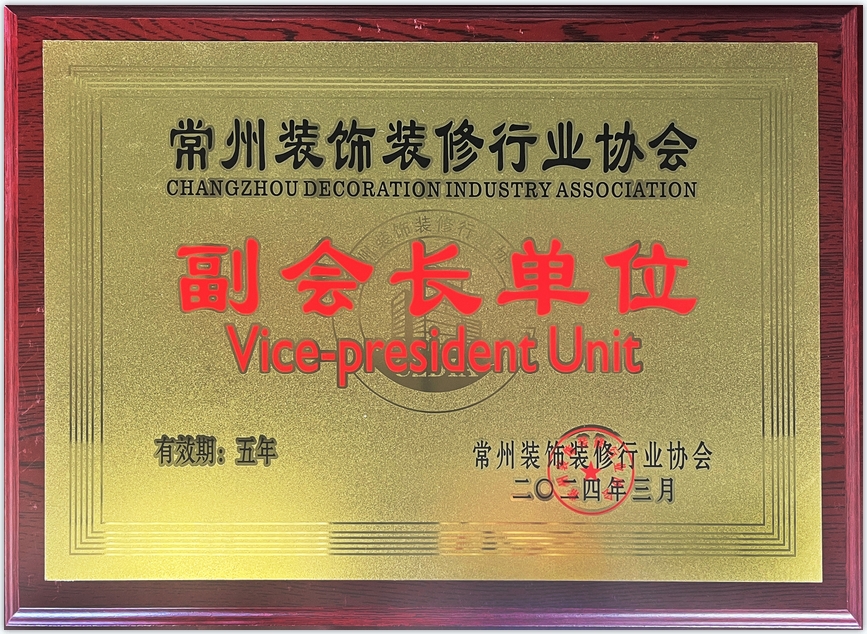 常州装饰装修行业协会
CHANGZHOU DECORATION INDUSTRY ASSOCIATION
副会长单位
Vice-president Unit
有效期：五年
常州装饰装修行业协会
二〇二四年三月